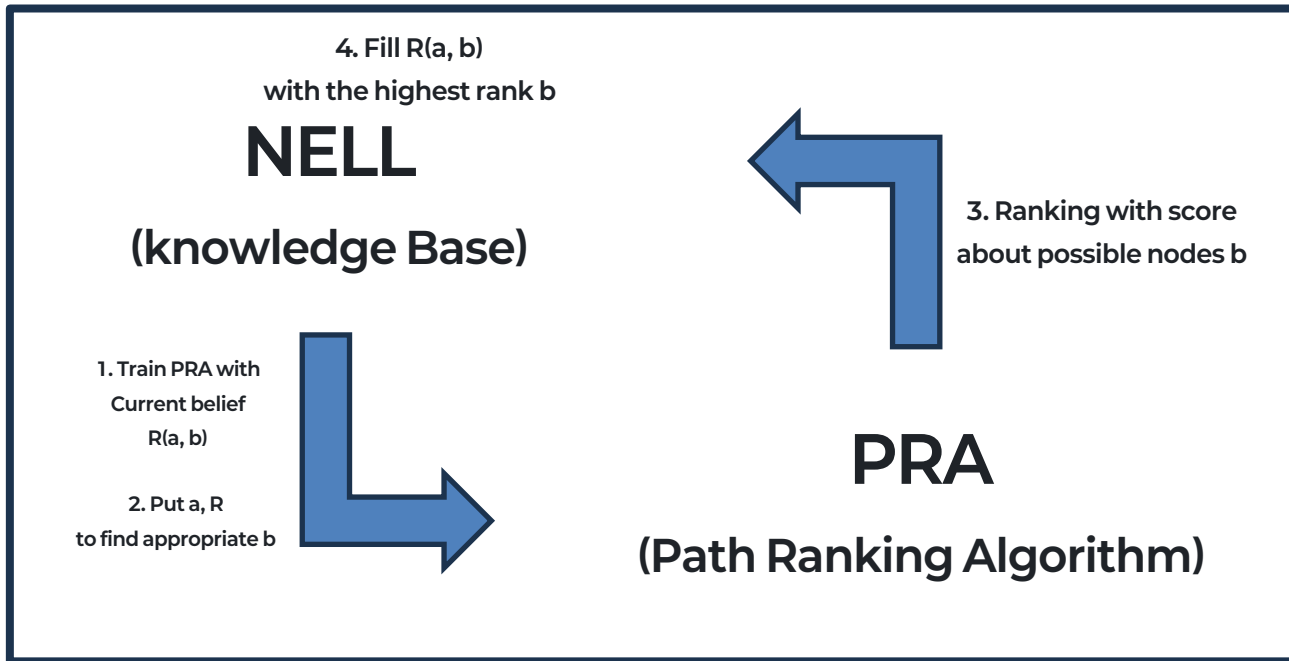 4. Fill R(a, b)
with the highest rank b
NELL
(knowledge Base)
3. Ranking with score
about possible nodes b
1. Train PRA with
Current belief
R(a, b)
2. Put a, R
to find appropriate b
PRA
(Path Ranking Algorithm)